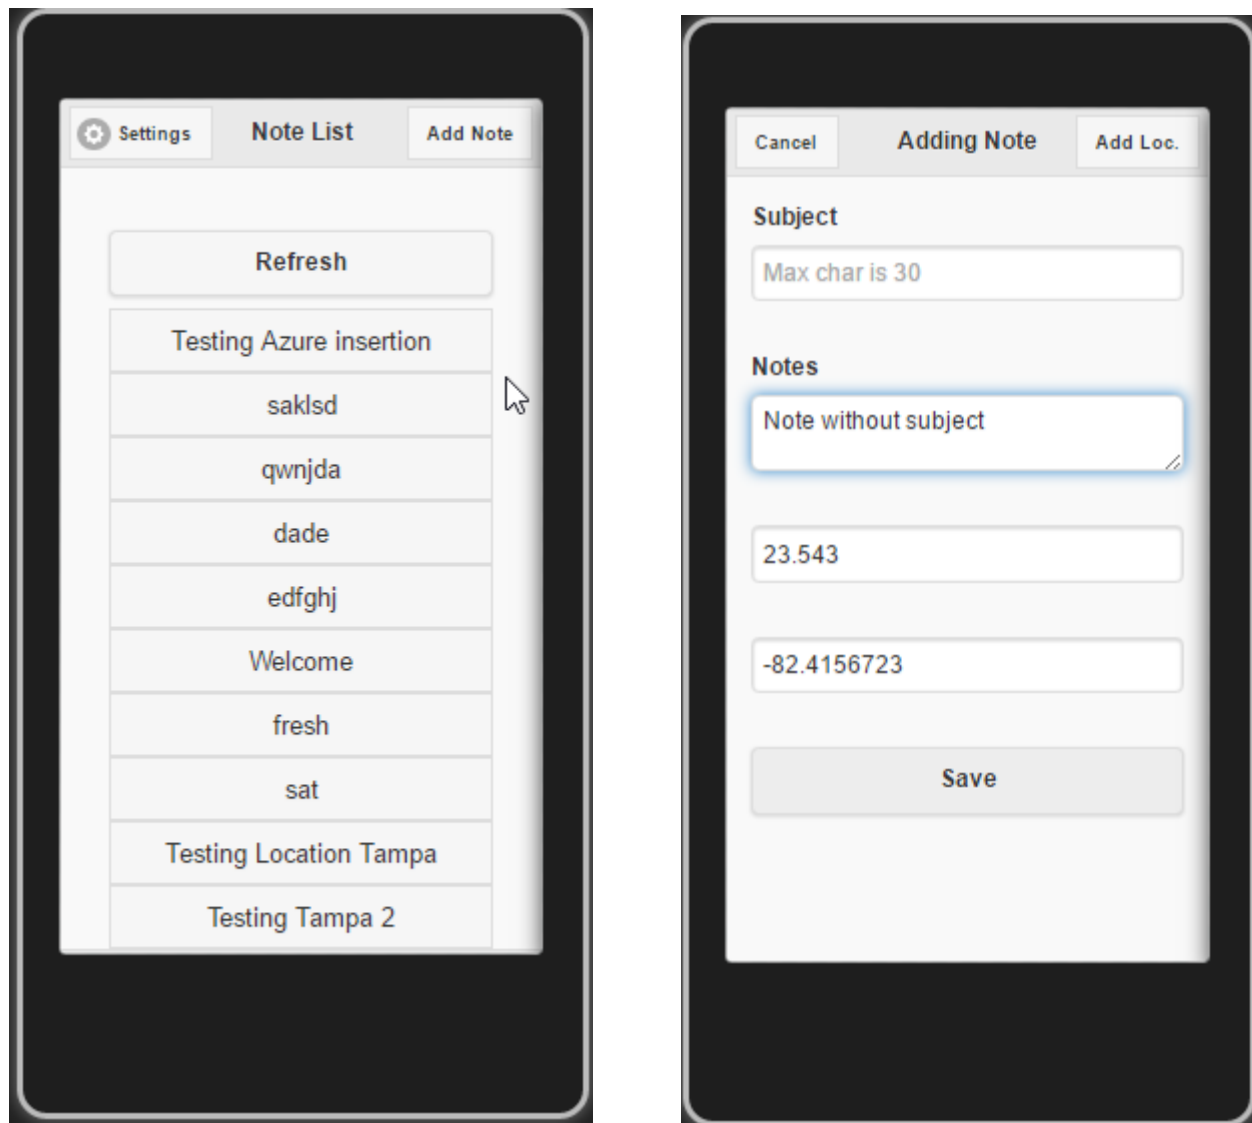 Settings Note List Add Note
Refresh
Testing Azure insertion
saklsd
qwnjda
dade
edfghj
Welcome
fresh
sat
Testing Location Tampa
Testing Tampa 2
Cancel Adding Note Add Loc.
Subject
Max char is 30
Notes
Note without subject
23.543
-82.4156723
Save